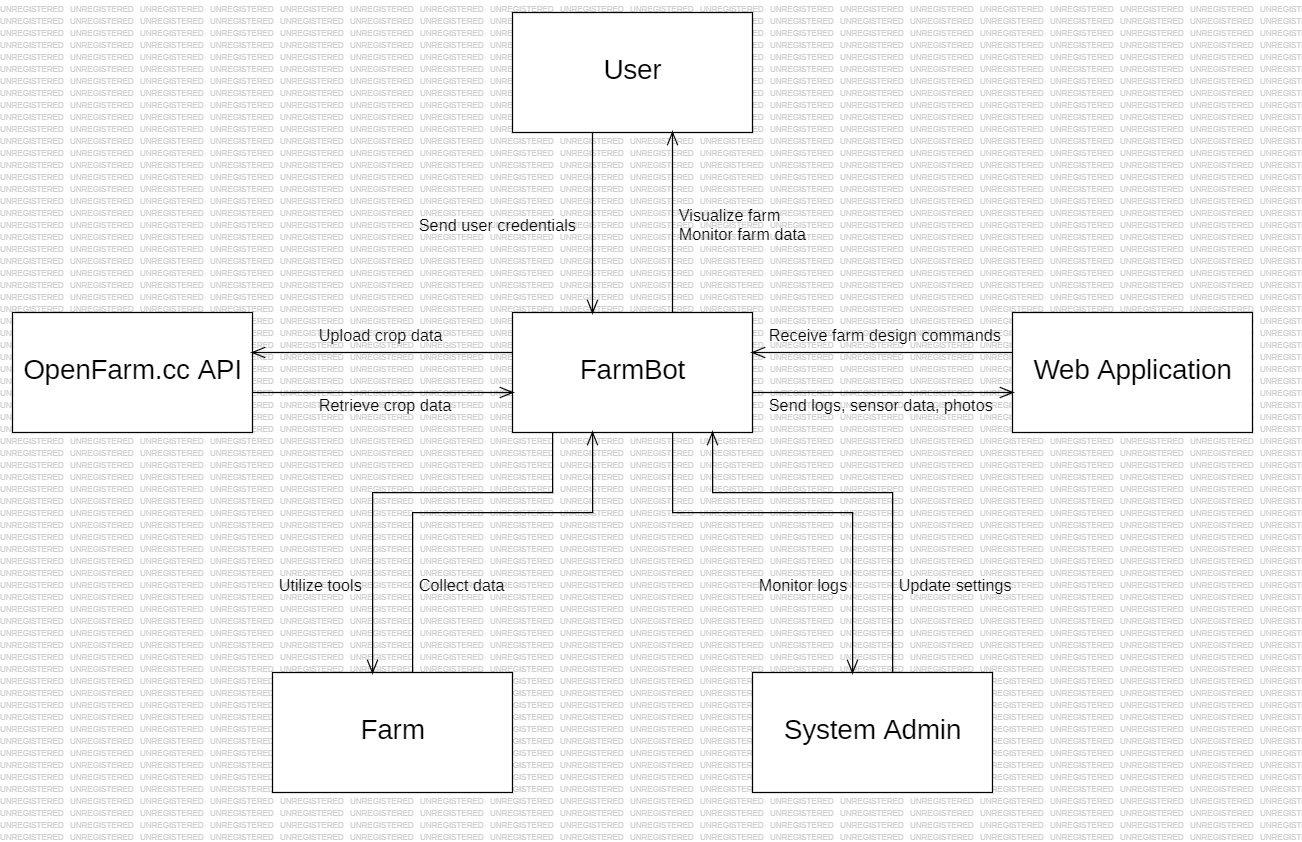 User
Send user credentials
Visualize farm
Monitor farm data
OpenFarm.cc API
Upload crop data
Retrieve crop data
FarmBot
Receive farm design commands
Send logs, sensor data, photos
Web Application
Utilize tools
Collect data
Monitor logs
Update settings
Farm
System Admin
UNREGISTERED